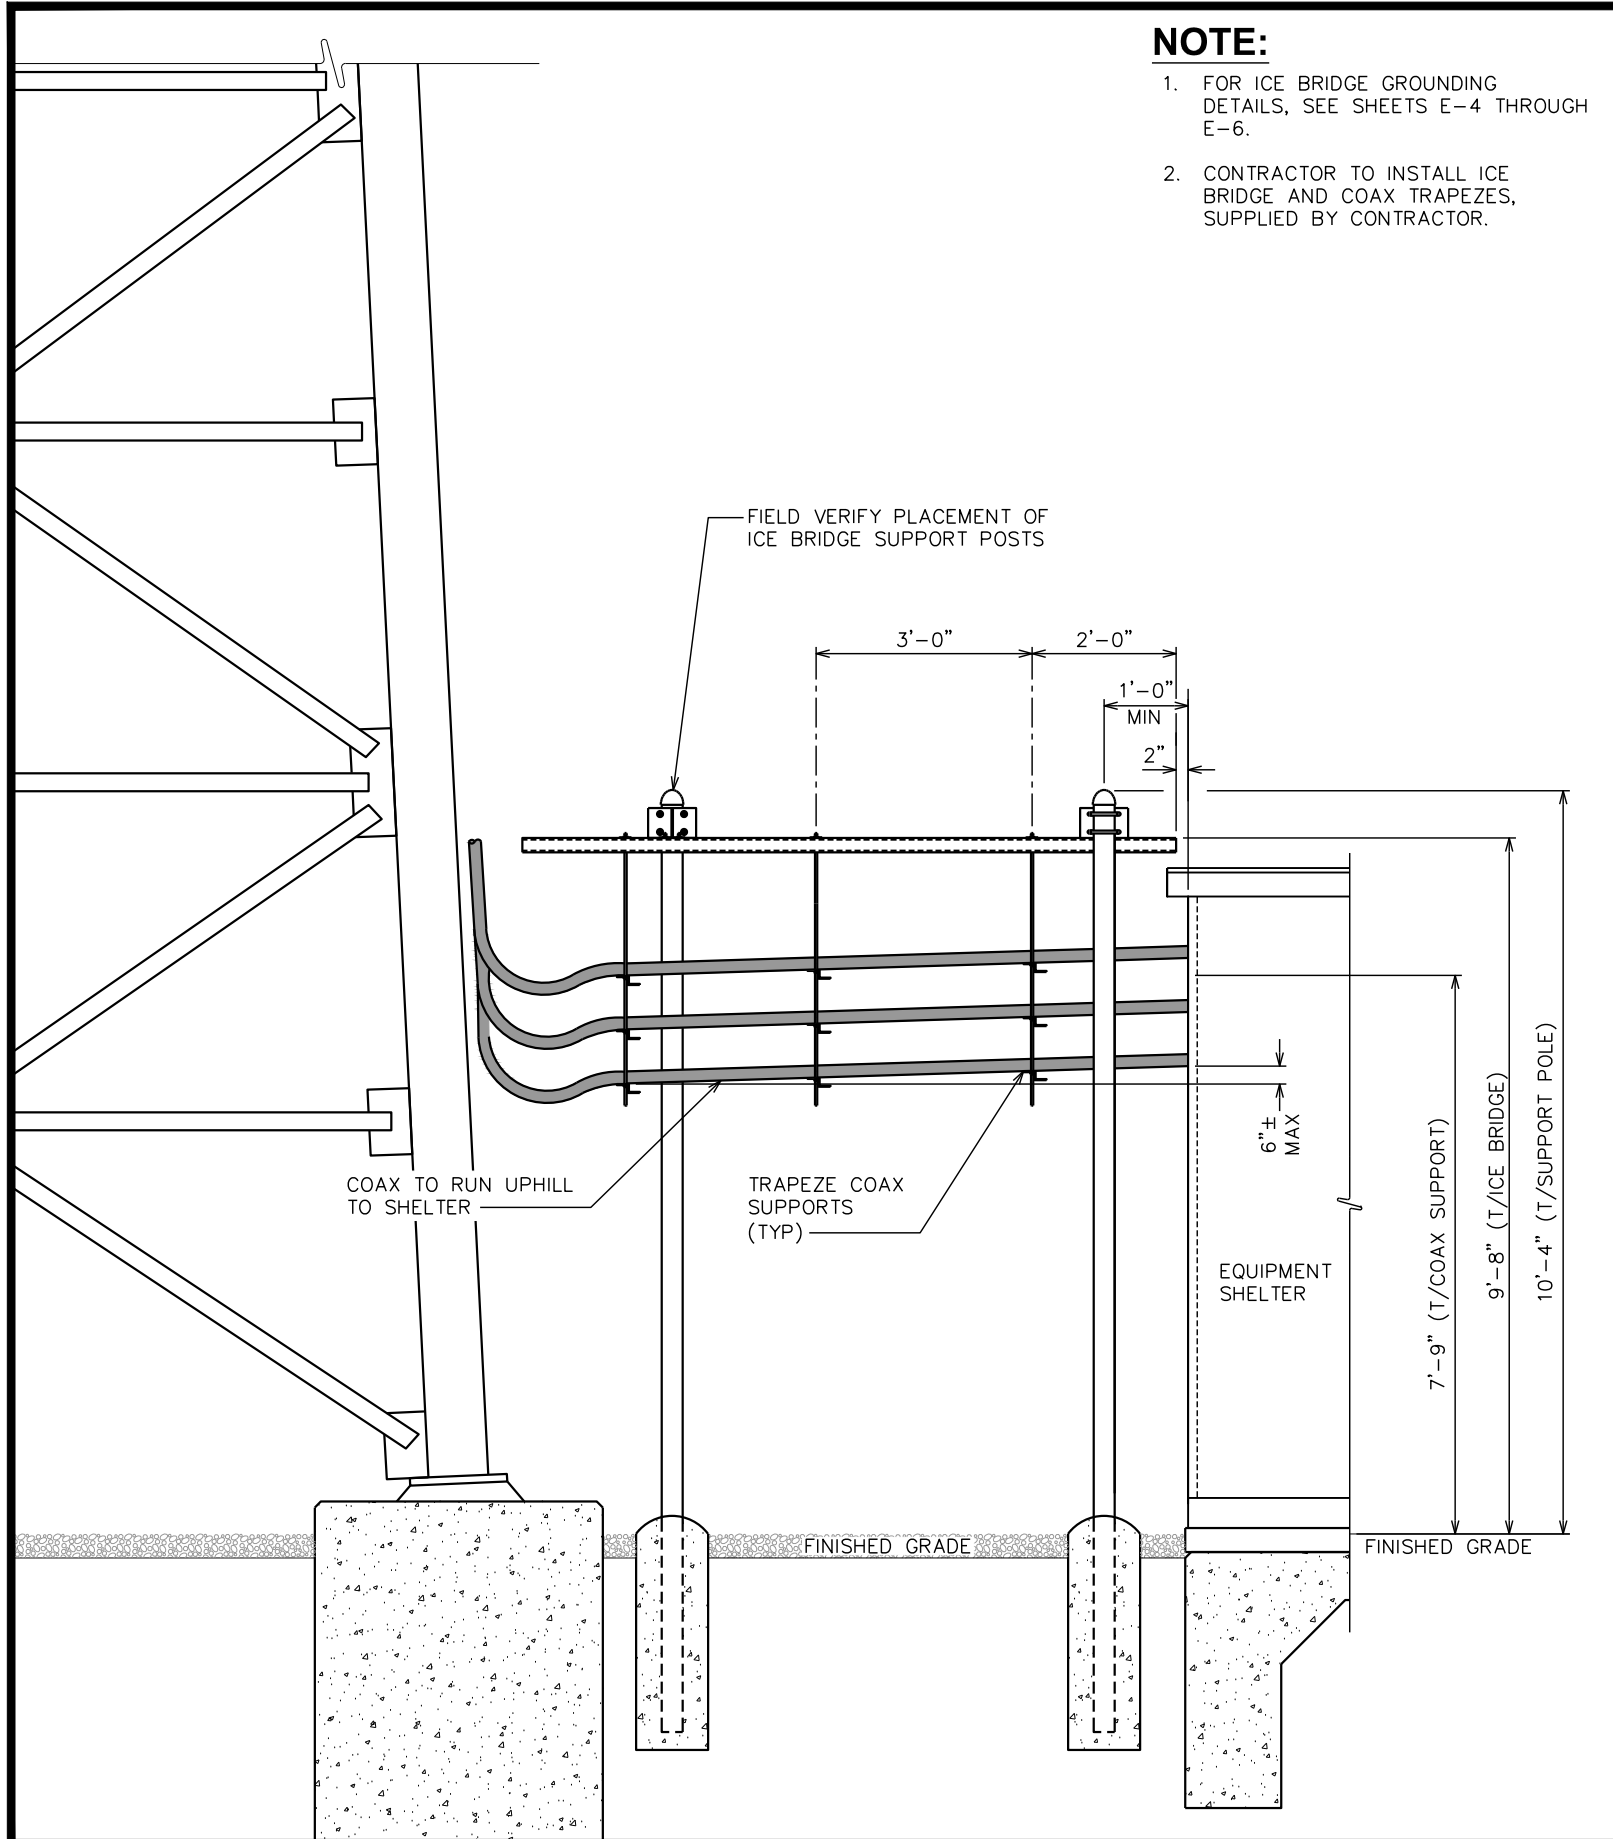 NOTE:
1. FOR ICE BRIDGE GROUNDING
DETAILS, SEE SHEETS E-4 THROUGH
E-6.
2. CONTRACTOR TO INSTALL ICE
BRIDGE AND COAX TRAPEZES,
SUPPLIED BY CONTRACTOR.
FIELD VERIFY PLACEMENT OF
ICE BRIDGE SUPPORT POSTS
3'-0"
2'-0"
1'-0"
MIN
2"
6"±
MAX
7'-9" (T/COAX SUPPORT)
9'-8" (T/ICE BRIDGE)
10'-4" (T/SUPPORT POLE)
COAX TO RUN UPHILL
TO SHELTER
TRAPEZE COAX
SUPPORTS
(TYP)
EQUIPMENT
SHELTER
FINISHED GRADE
FINISHED GRADE